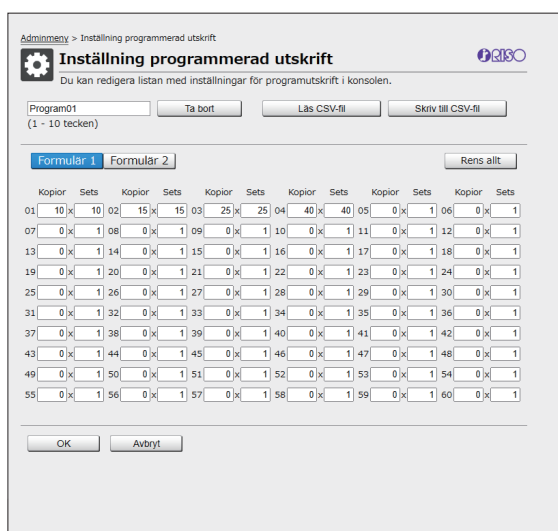 Adminmeny > Inställning programmerad utskrift
Inställning programmerad utskrift
RISO
Du kan redigera listan med inställningar för programutskrift i konsolen.
Program01 Ta bort Läs CSV-fil Skriv till CSV-fil
(1 - 10 tecken)
Formulär 1 Formulär 2 Rens allt
Kopior Sets Kopior Sets Kopior Sets Kopior Sets Kopior Sets Kopior Sets
01 10 x 10 02 15 x 15 03 25 x 25 04 40 x 40 05 0 x 1 06 0 x 1
07 0 x 1 08 0 x 1 09 0 x 1 10 0 x 1 11 0 x 1 12 0 x 1
13 0 x 1 14 0 x 1 15 0 x 1 16 0 x 1 17 0 x 1 18 0 x 1
19 0 x 1 20 0 x 1 21 0 x 1 22 0 x 1 23 0 x 1 24 0 x 1
25 0 x 1 26 0 x 1 27 0 x 1 28 0 x 1 29 0 x 1 30 0 x 1
31 0 x 1 32 0 x 1 33 0 x 1 34 0 x 1 35 0 x 1 36 0 x 1
37 0 x 1 38 0 x 1 39 0 x 1 40 0 x 1 41 0 x 1 42 0 x 1
43 0 x 1 44 0 x 1 45 0 x 1 46 0 x 1 47 0 x 1 48 0 x 1
49 0 x 1 50 0 x 1 51 0 x 1 52 0 x 1 53 0 x 1 54 0 x 1
55 0 x 1 56 0 x 1 57 0 x 1 58 0 x 1 59 0 x 1 60 0 x 1
OK Avbryt